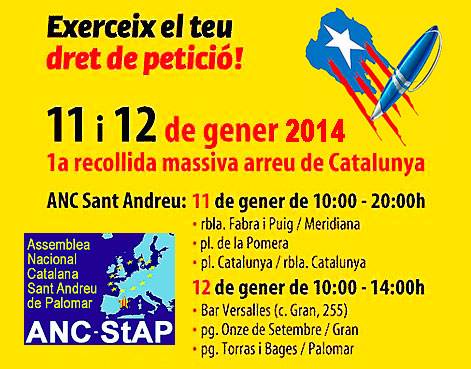 Exerceix el teu
dret de petició!
11 i 12 de gener 2014
1a recollida massiva arreu de Catalunya
ANC Sant Andreu: 11 de gener de 10:00 - 20:00h
• rbla. Fabra i Puig / Meridiana
• pl. de la Pomera
• pl. Catalunya / rbla. Catalunya
12 de gener de 10:00 - 14:00h
• Bar Versalles (c. Gran, 255)
• pg. Onze de Setembre / Gran
• pg. Torras i Bages / Palomar
Assemblea
Nacional
Catalana
Sant Andreu
de Palomar
ANC-StAP